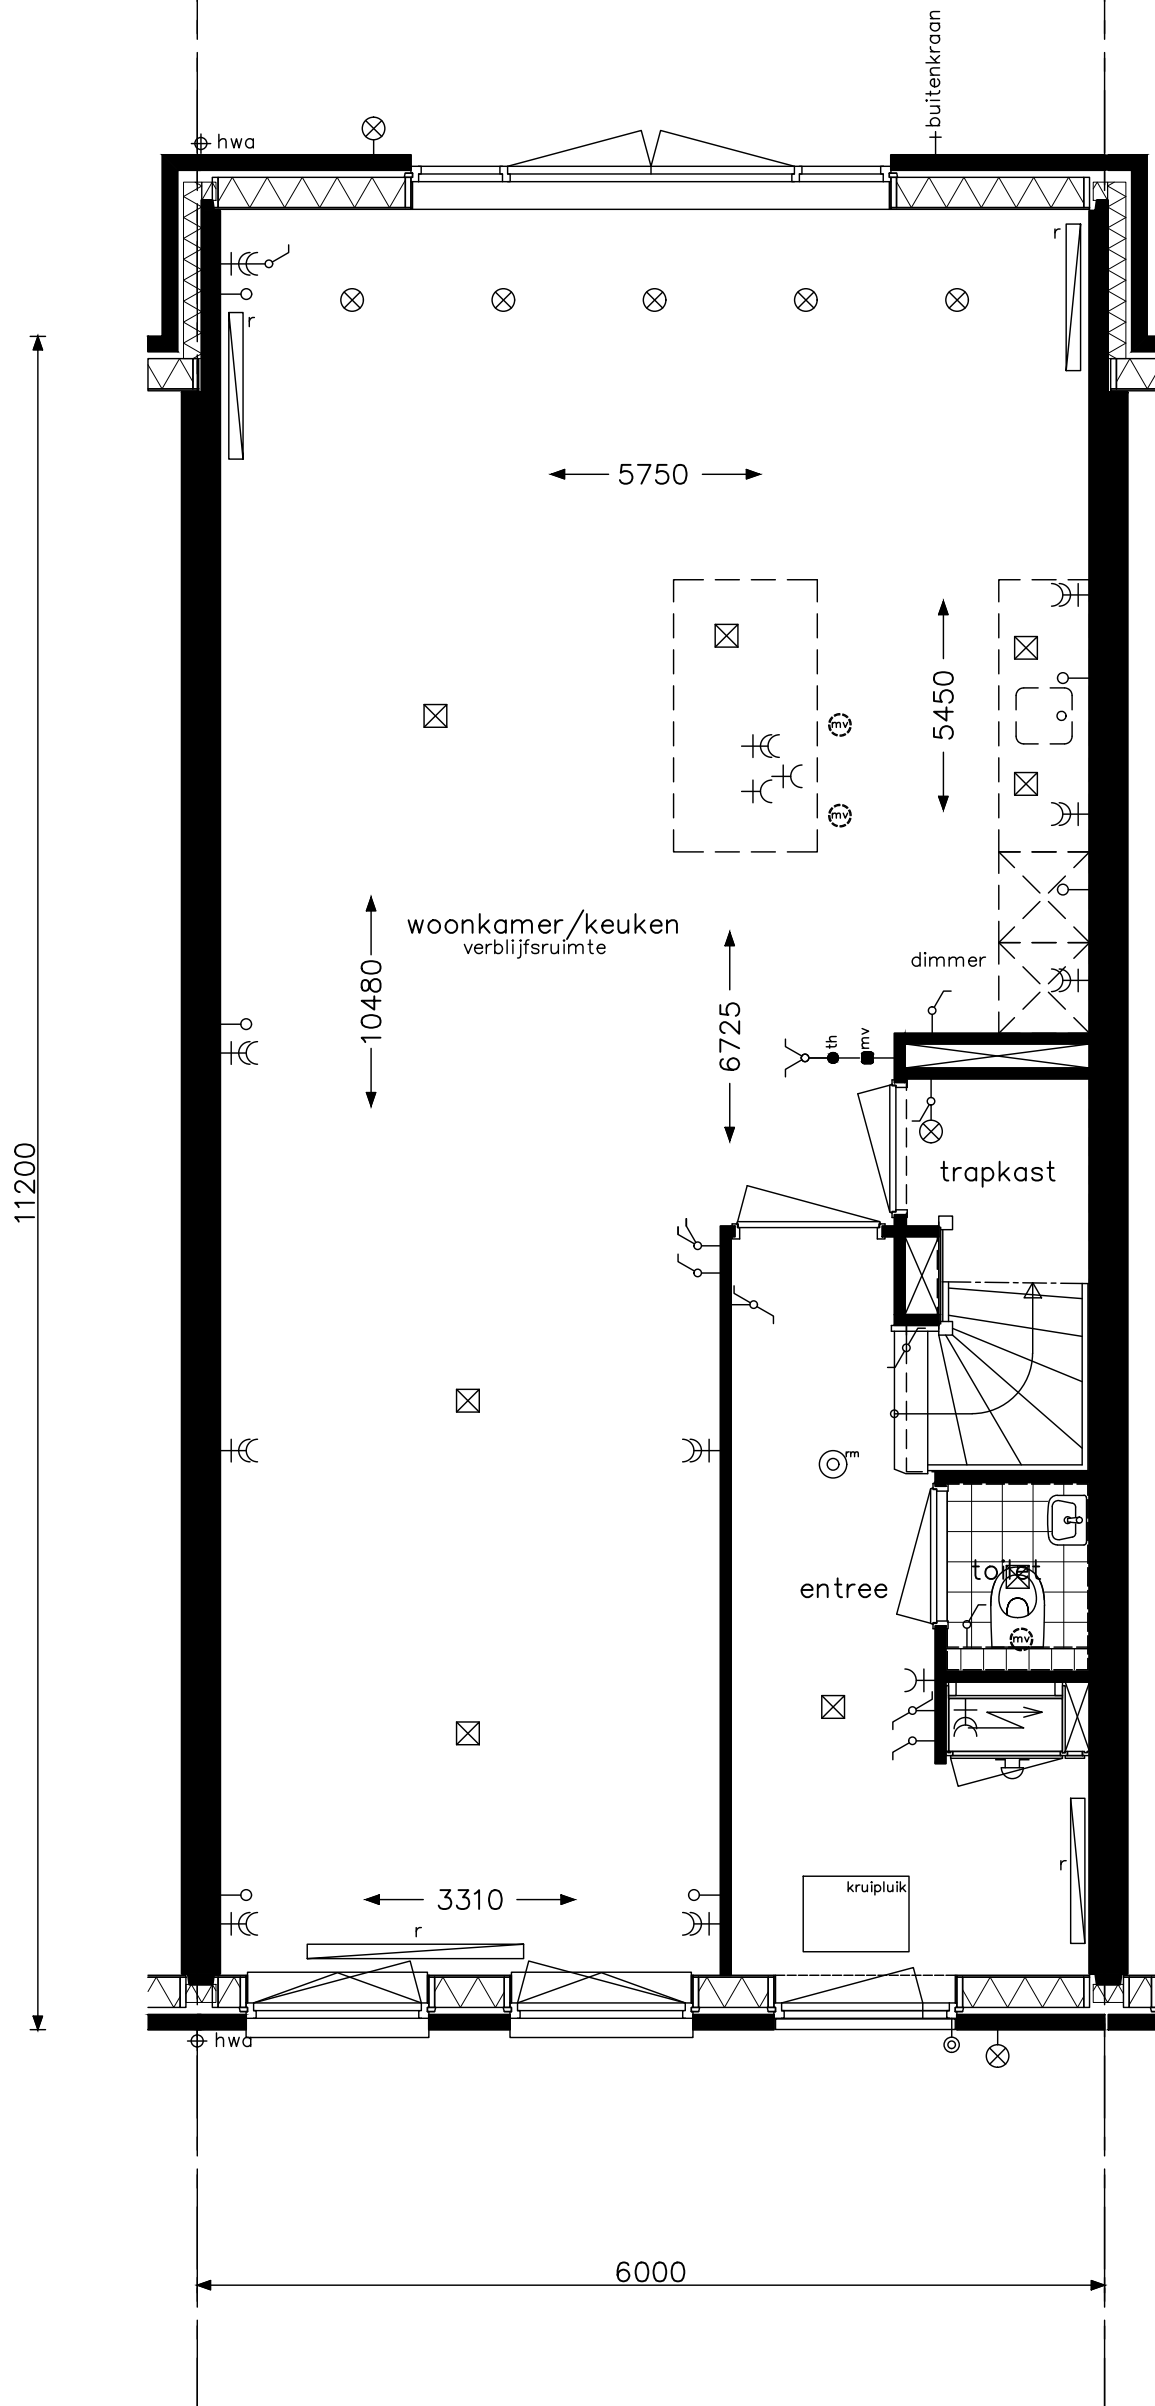 buitenkraan
hwa
r
r
5750
5450
mv
mv
woonkamer/keuken
verblijfsruimte
dimmer
10480
6725
th
mv
11200
trapkast
rm
toilet
entree
mv
kruipluik
r
3310
r
hwa
6000